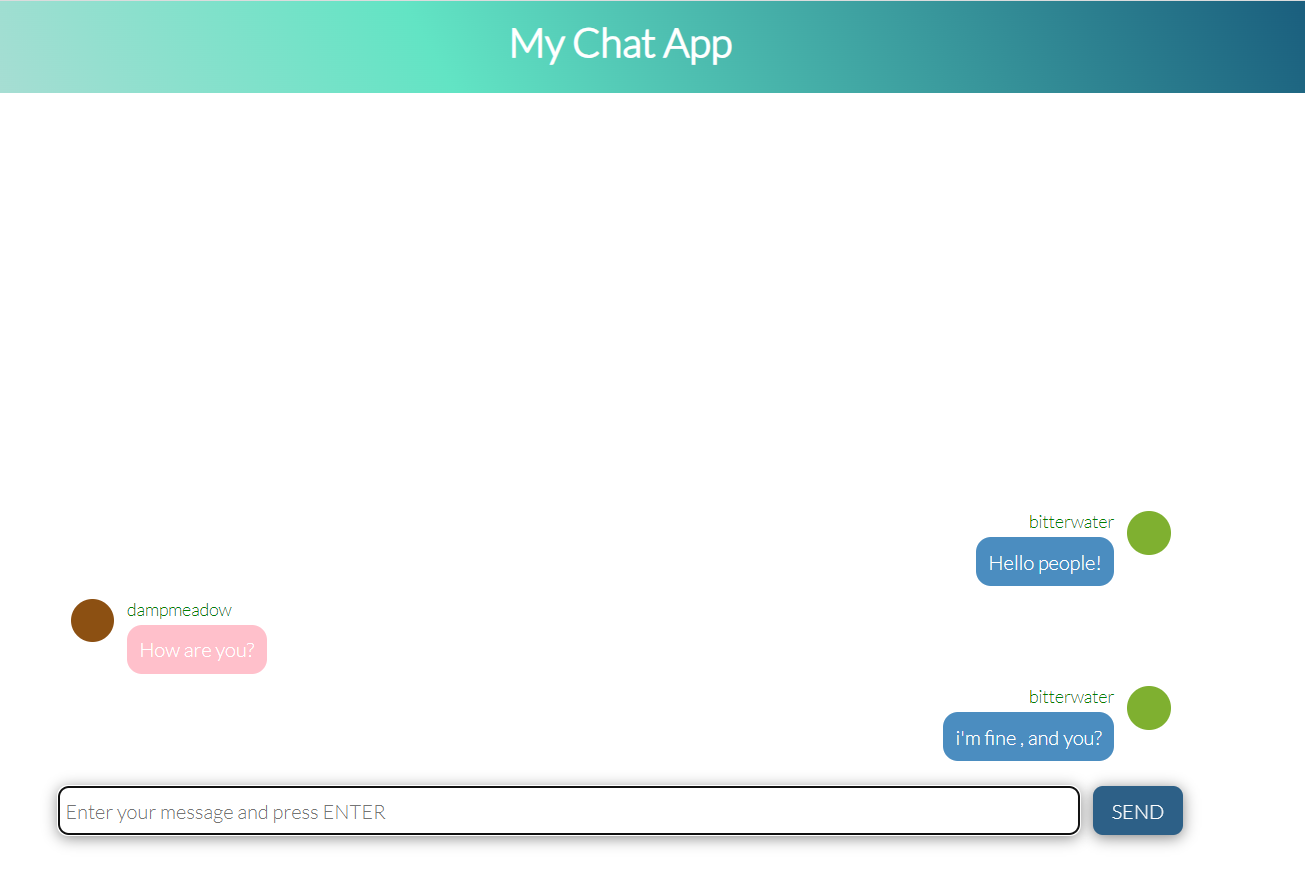 My Chat App
bitterwater
Hello people!
dampmeadow
How are you?
bitterwater
i'm fine , and you?
Enter your message and press ENTER
SEND